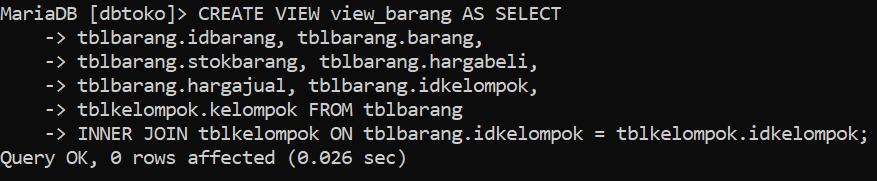 MariaDB [dbtoko]> CREATE VIEW view_barang AS SELECT
    -> tblbarang.idbarang, tblbarang.barang,
    -> tblbarang.stokbarang, tblbarang.hargabeli,
    -> tblbarang.hargajual, tblbarang.idkelompok,
    -> tblkelompok.kelompok FROM tblbarang
    -> INNER JOIN tblkelompok ON tblbarang.idkelompok = tblkelompok.idkelompok;
Query OK, 0 rows affected (0.026 sec)